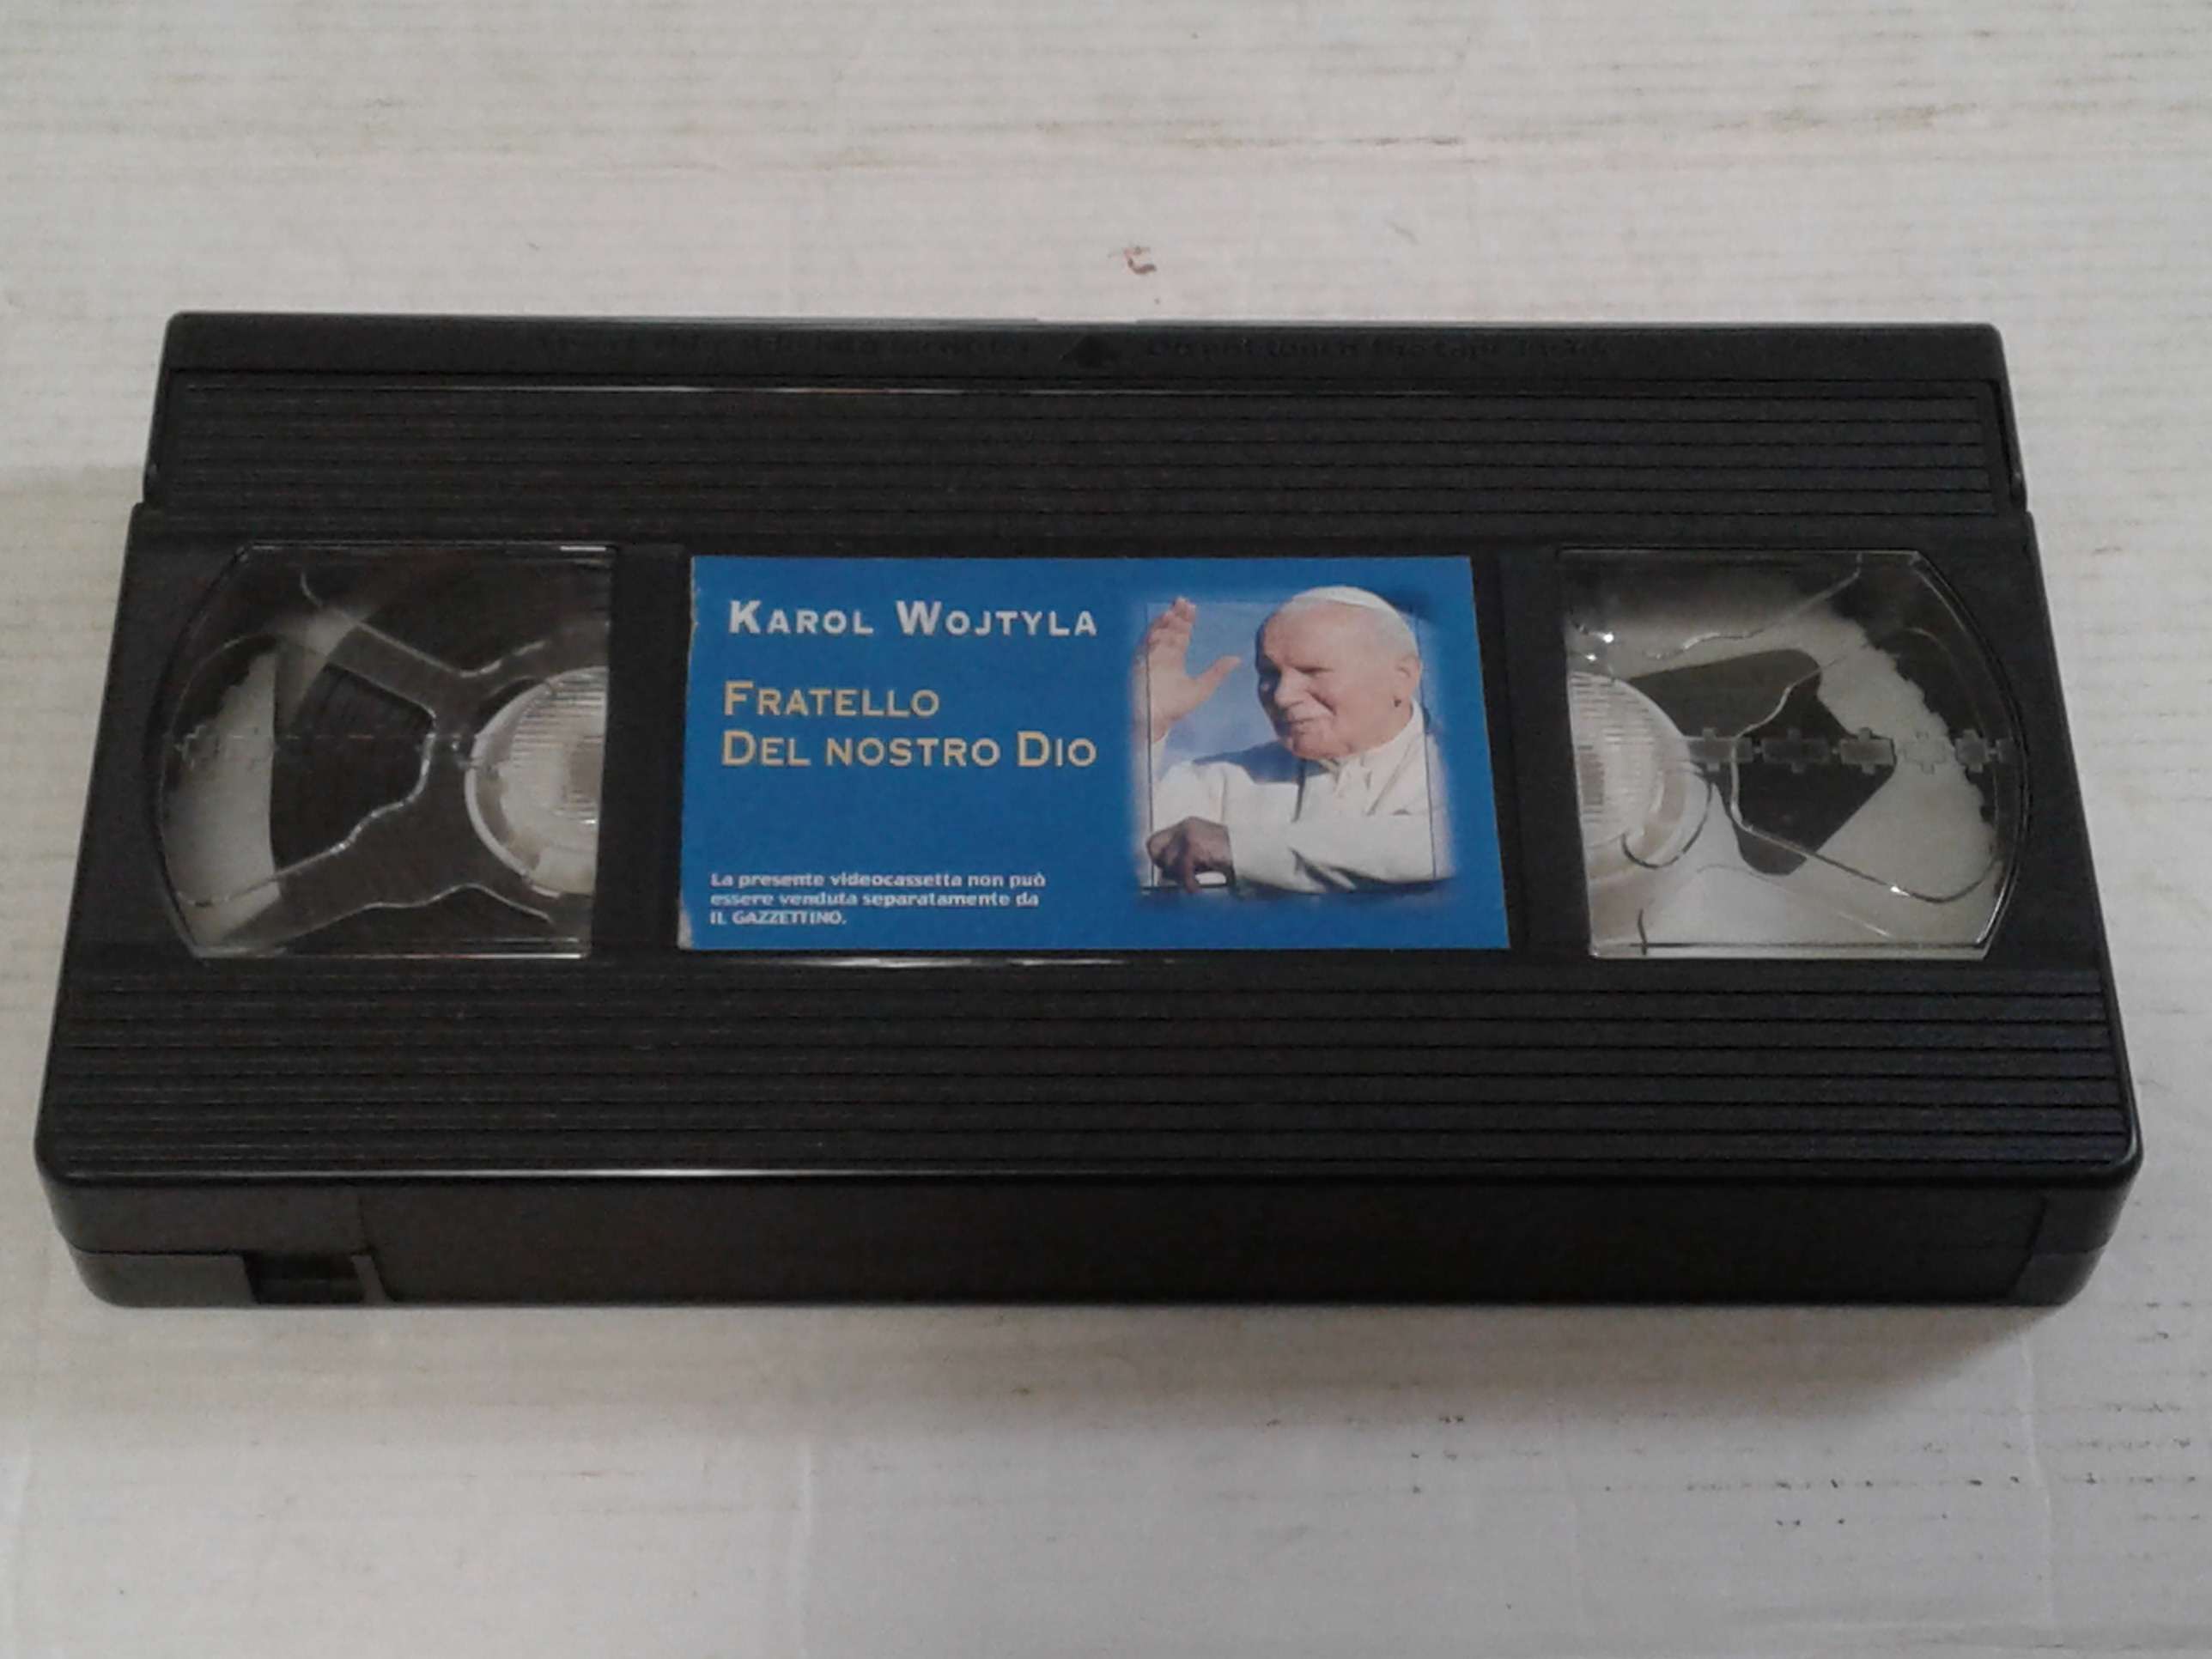 KAROL WOJTYLA
FRATELLO
DEL NOSTRO DIO
La presente videocassetta non può
essere venduta separatamente da
IL GAZZETTINO.